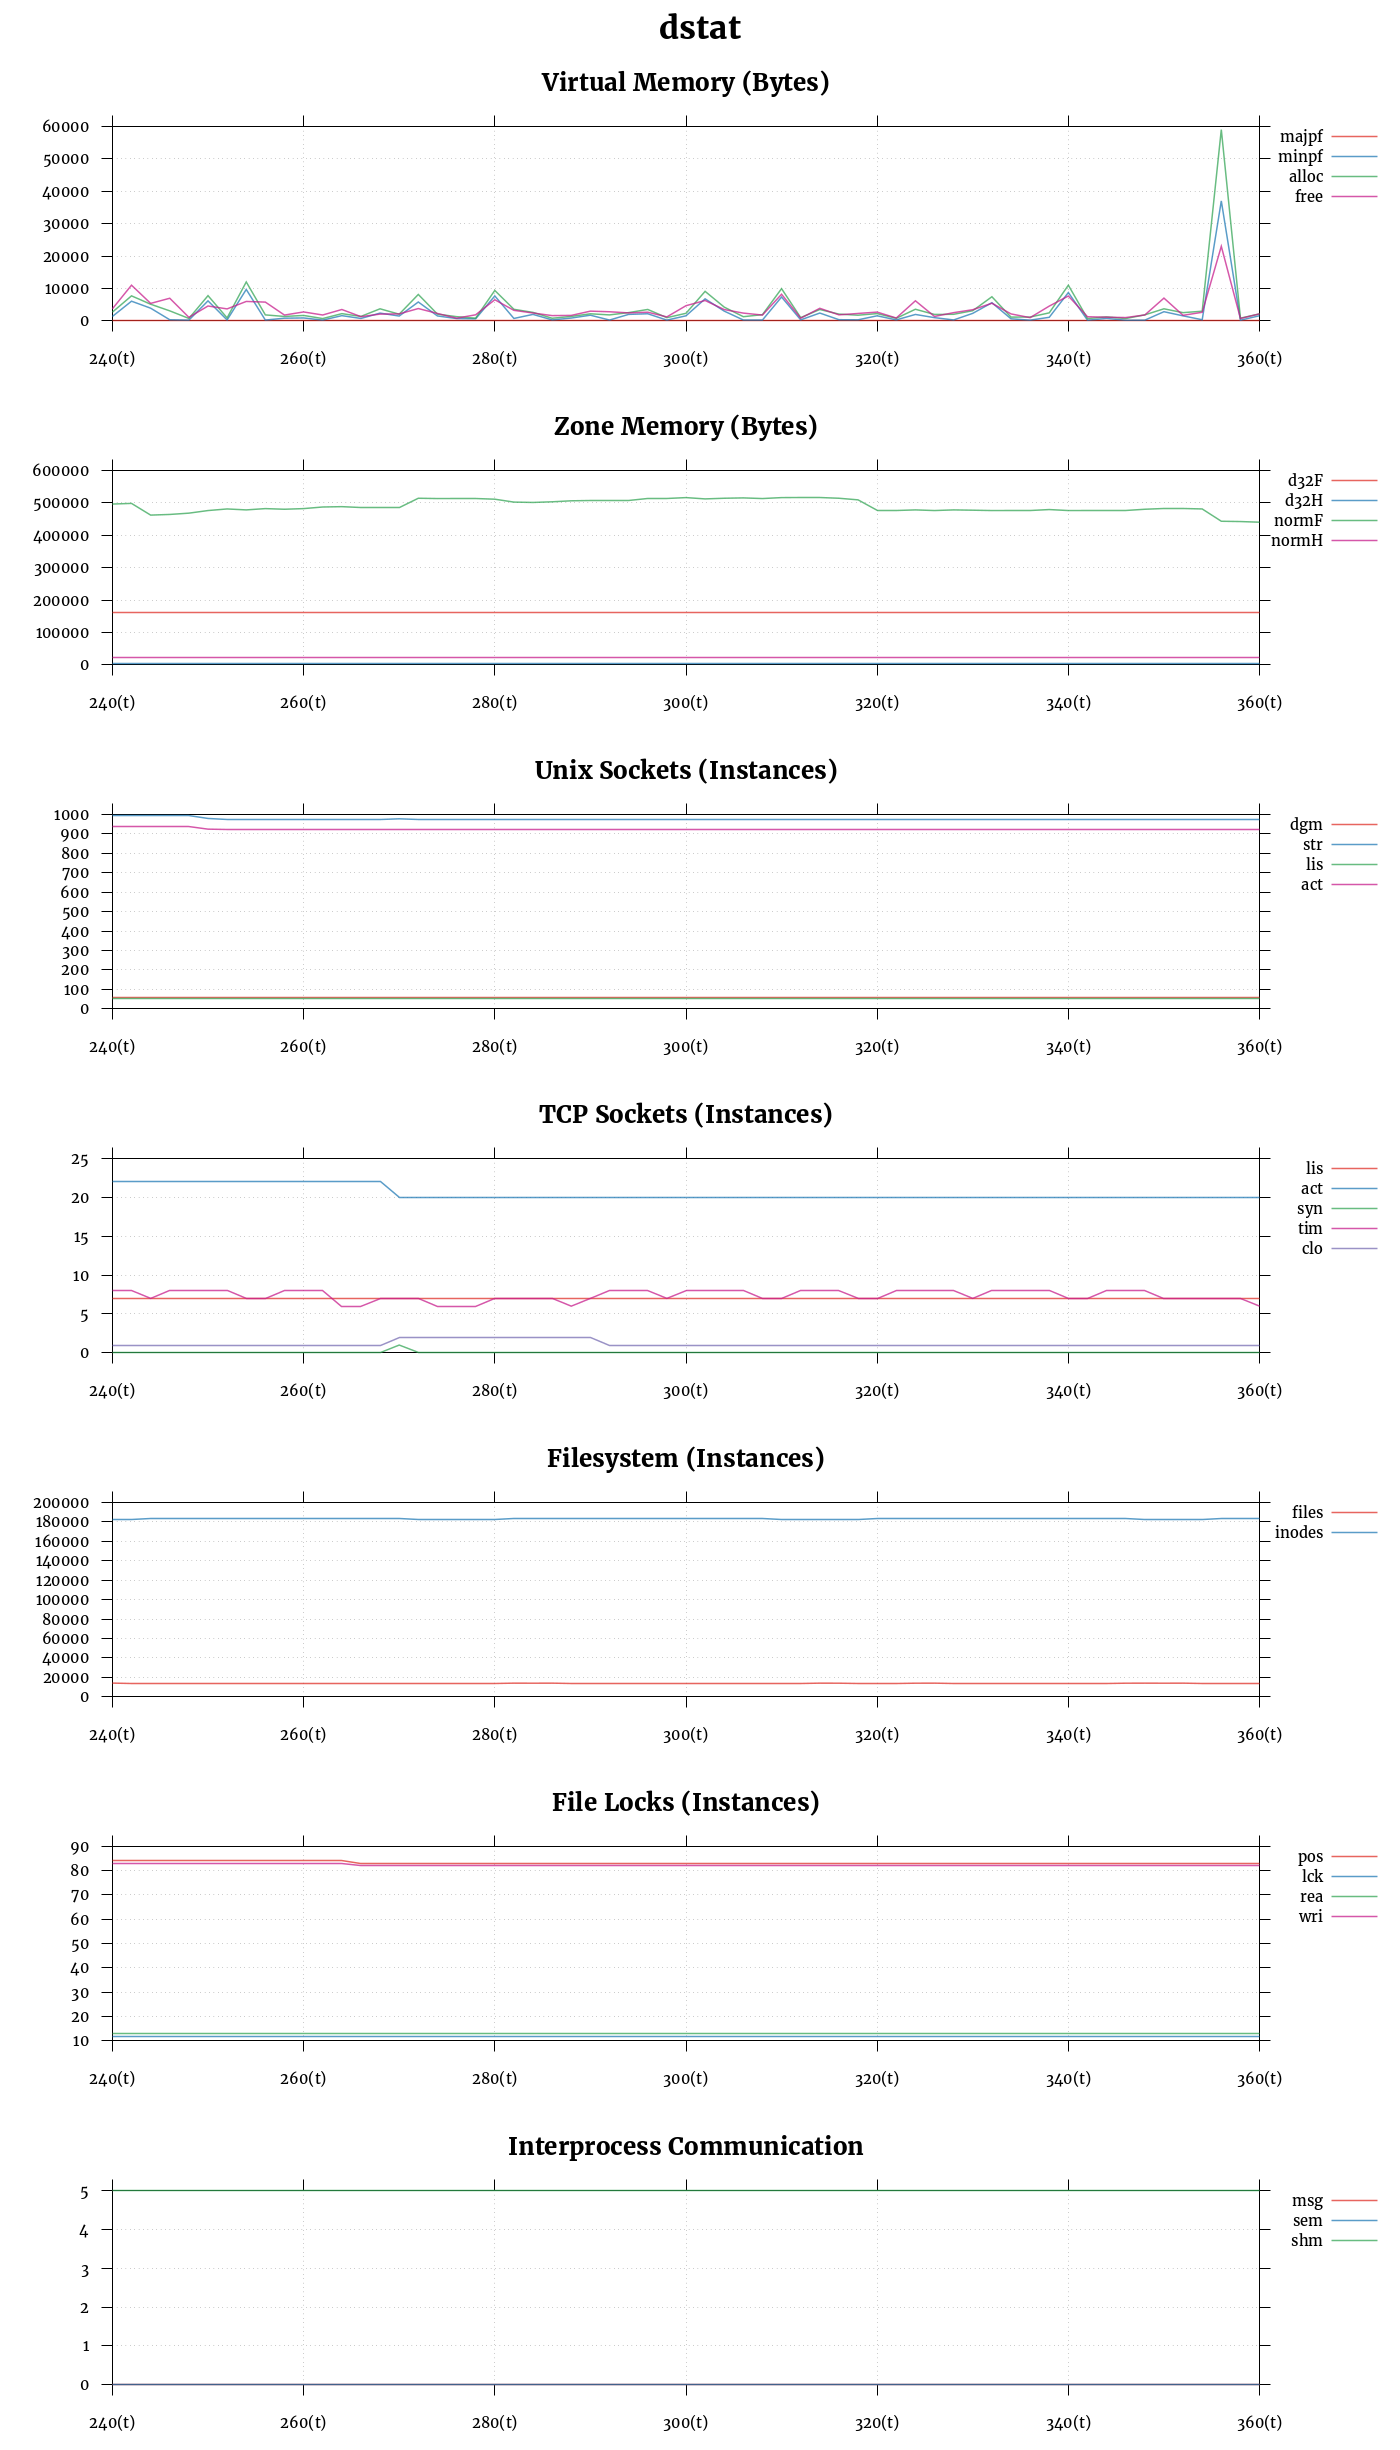 dstat
Virtual Memory (Bytes)
60000
50000
40000
30000
20000
10000
0
240(t) 260(t) 280(t) 300(t) 320(t) 340(t) 360(t)
majpf
minpf
alloc
free
Zone Memory (Bytes)
600000
500000
400000
300000
200000
100000
0
240(t) 260(t) 280(t) 300(t) 320(t) 340(t) 360(t)
d32F
d32H
normF
normH
Unix Sockets (Instances)
1000
900
800
700
600
500
400
300
200
100
0
240(t) 260(t) 280(t) 300(t) 320(t) 340(t) 360(t)
dgm
str
lis
act
TCP Sockets (Instances)
25
20
15
10
5
0
240(t) 260(t) 280(t) 300(t) 320(t) 340(t) 360(t)
lis
act
syn
tim
clo
Filesystem (Instances)
200000
180000
160000
140000
120000
100000
80000
60000
40000
20000
0
240(t) 260(t) 280(t) 300(t) 320(t) 340(t) 360(t)
files
inodes
File Locks (Instances)
90
80
70
60
50
40
30
20
10
240(t) 260(t) 280(t) 300(t) 320(t) 340(t) 360(t)
pos
lck
rea
wri
Interprocess Communication
5
4
3
2
1
0
240(t) 260(t) 280(t) 300(t) 320(t) 340(t) 360(t)
msg
sem
shm